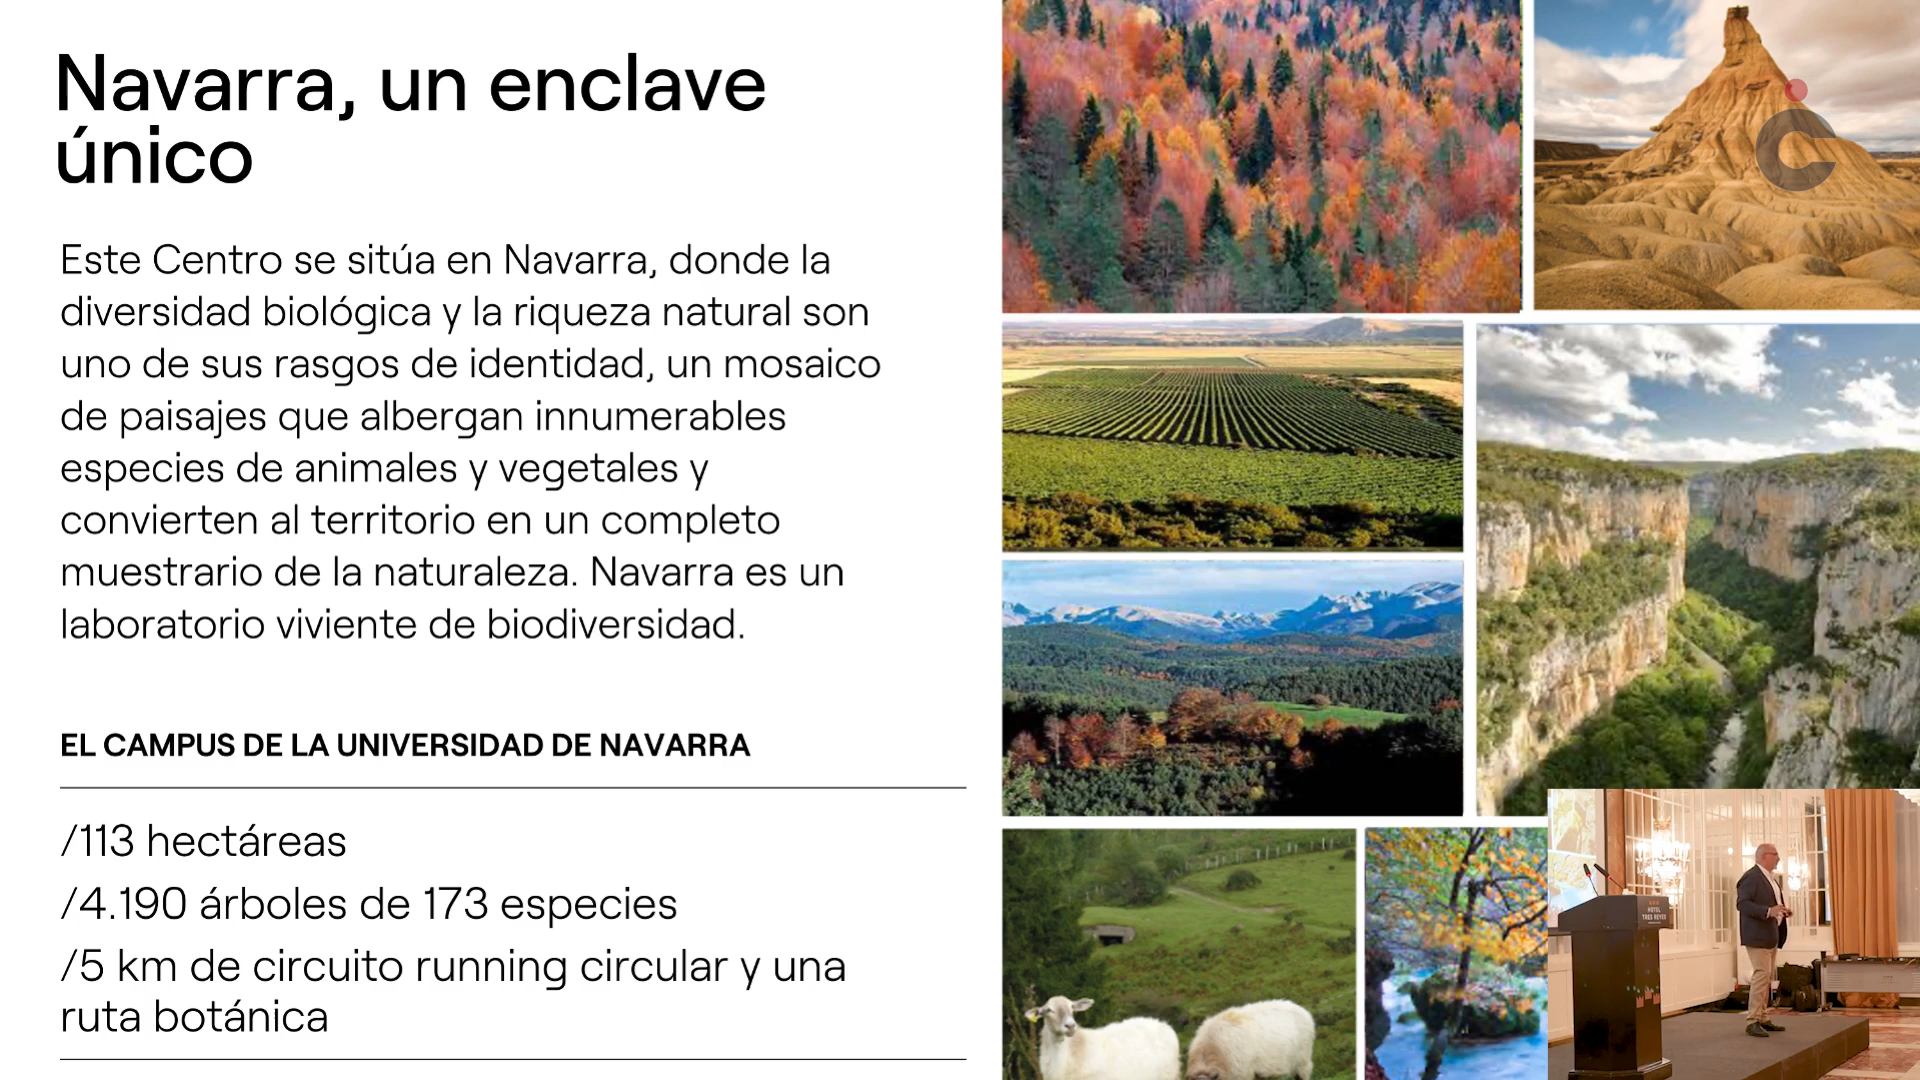 Navarra, un enclave
único
Este Centro se sitúa en Navarra, donde la
diversidad biológica y la riqueza natural son
uno de sus rasgos de identidad, un mosaico
de paisajes que albergan innumerables
especies de animales y vegetales y
convierten al territorio en un completo
muestrario de la naturaleza. Navarra es un
laboratorio viviente de biodiversidad.
EL CAMPUS DE LA UNIVERSIDAD DE NAVARRA
/113 hectáreas
/4.190 árboles de 173 especies
/5 km de circuito running circular y una
ruta botánica
HOTEL
TRES REYES